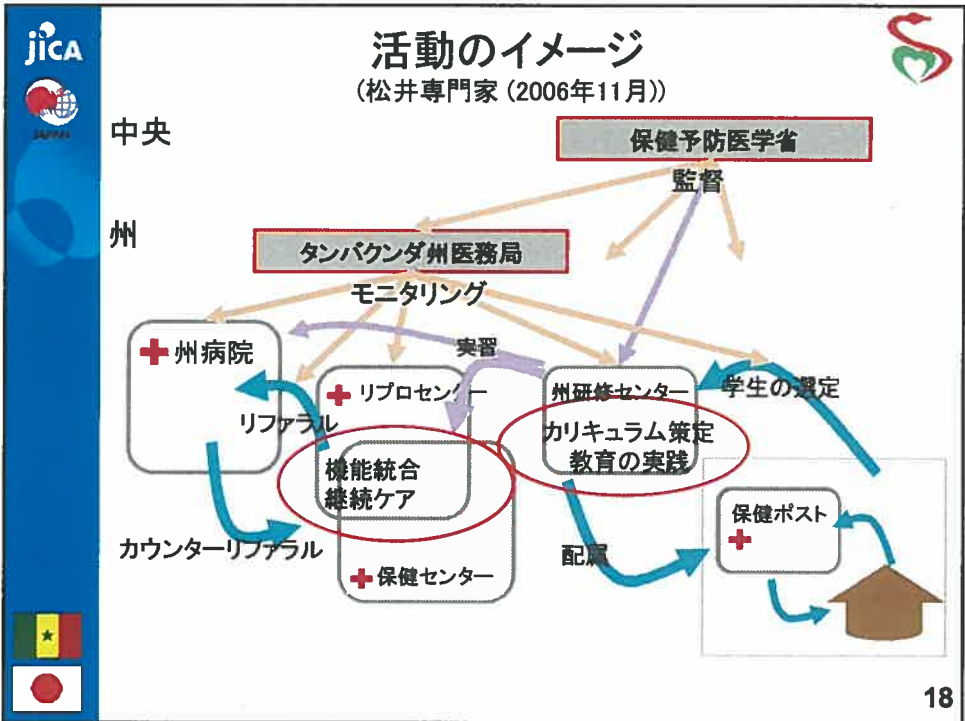 jICA
JAPAN
活動のイメージ
(松井専門家 (2006年11月))
中央
保健予防医学省
監督
州
タンバクンダ州医務局
モニタリング
州病院
実習
リプロセンター
州研修センター
学生の選定
リファラル
カリキュラム策定
教育の実践
機能統合
継続ケア
保健ポスト
カウンターリファラル
配属
保健センター
18